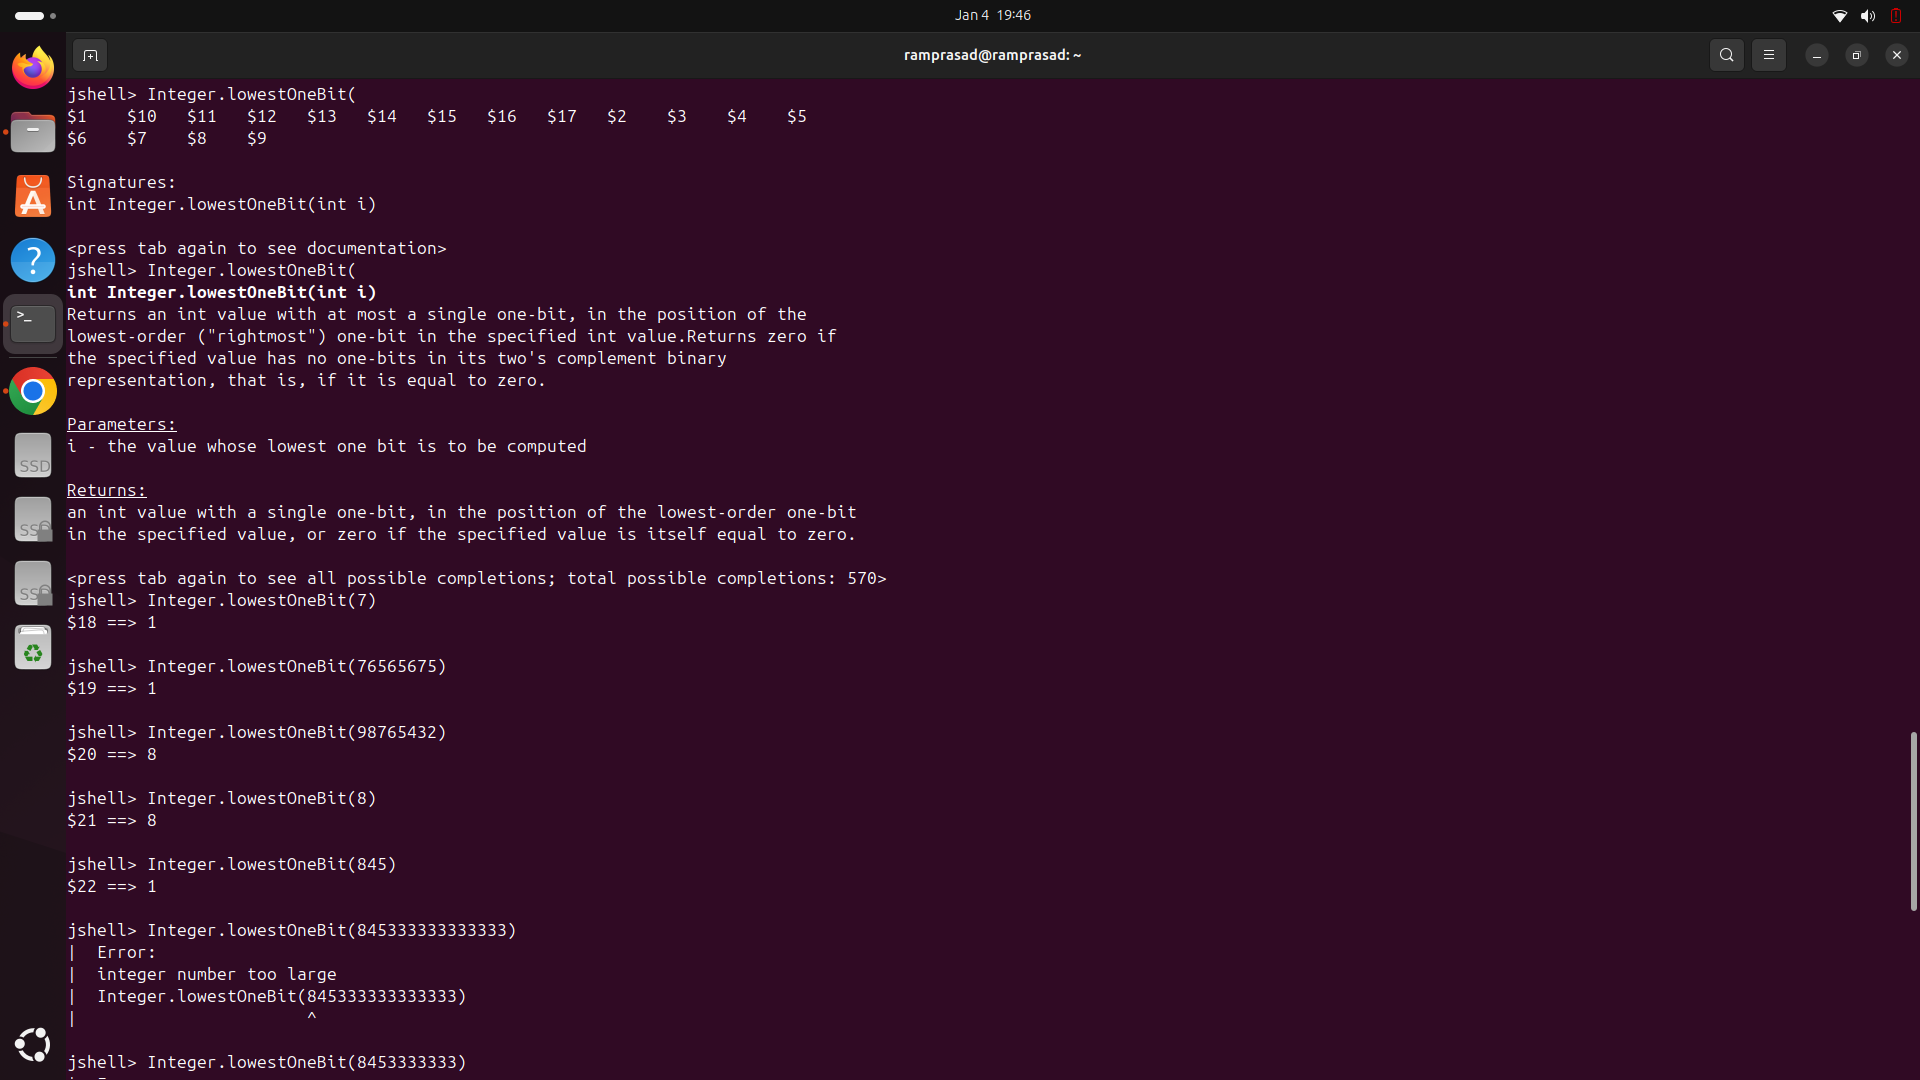 Jan 4 19:46
ramprasad@ramprasad: ~
jshell> Integer.lowestOneBit(
$1    $10   $11   $12   $13   $14   $15   $16   $17   $2    $3    $4    $5
$6    $7    $8    $9
Signatures:
int Integer.lowestOneBit(int i)
<press tab again to see documentation>
jshell> Integer.lowestOneBit(
int Integer.lowestOneBit(int i)
Returns an int value with at most a single one-bit, in the position of the
lowest-order ("rightmost") one-bit in the specified int value.Returns zero if
the specified value has no one-bits in its two's complement binary
representation, that is, if it is equal to zero.
Parameters:
i - the value whose lowest one bit is to be computed
Returns:
an int value with a single one-bit, in the position of the lowest-order one-bit
in the specified value, or zero if the specified value is itself equal to zero.
<press tab again to see all possible completions; total possible completions: 570>
jshell> Integer.lowestOneBit(7)
$18 ==> 1
jshell> Integer.lowestOneBit(76565675)
$19 ==> 1
jshell> Integer.lowestOneBit(98765432)
$20 ==> 8
jshell> Integer.lowestOneBit(8)
$21 ==> 8
jshell> Integer.lowestOneBit(845)
$22 ==> 1
jshell> Integer.lowestOneBit(845333333333333)
|  Error:
|  integer number too large
|  Integer.lowestOneBit(845333333333333)
|                       ^
jshell> Integer.lowestOneBit(8453333333)
SSD